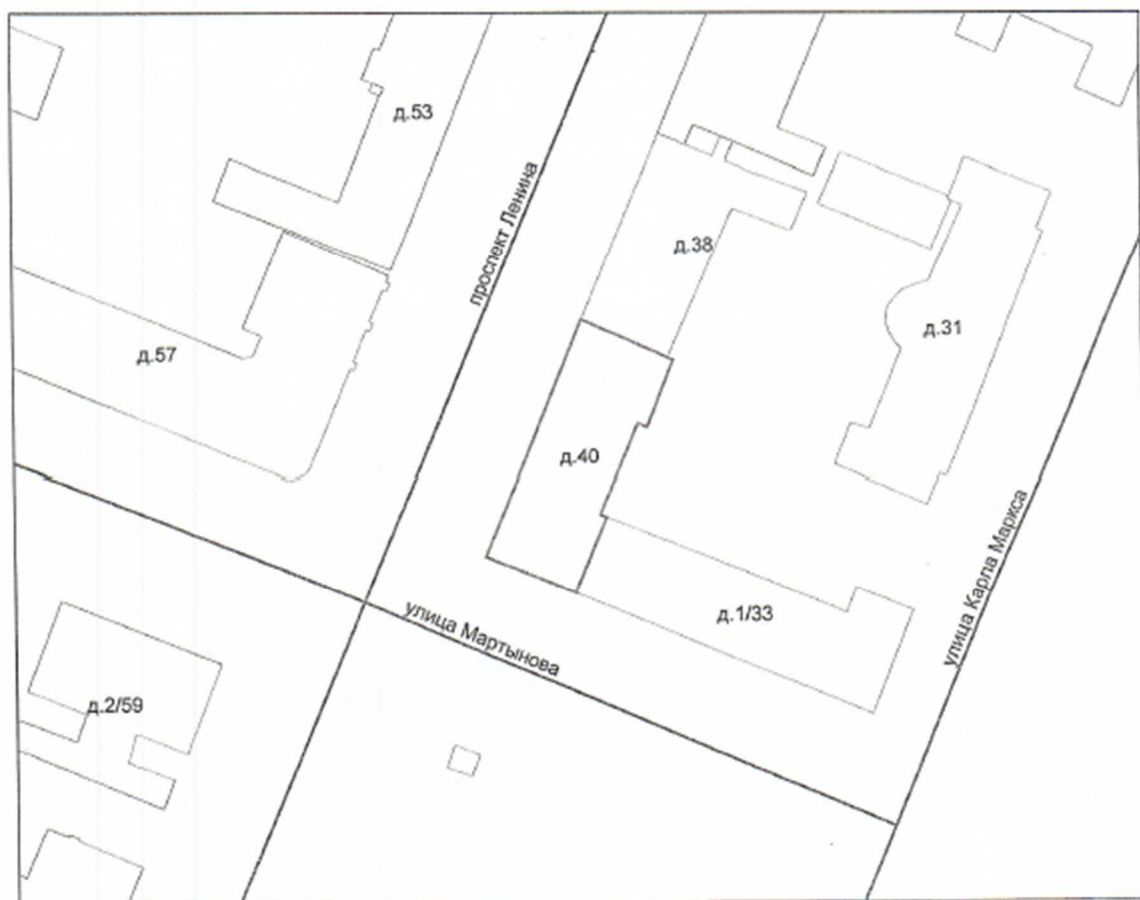 д.53
проспект Ленина
д.38
д.31
д.57
д.40
улица Карла Маркса
д.1/33
улица Мартынова
д.2/59